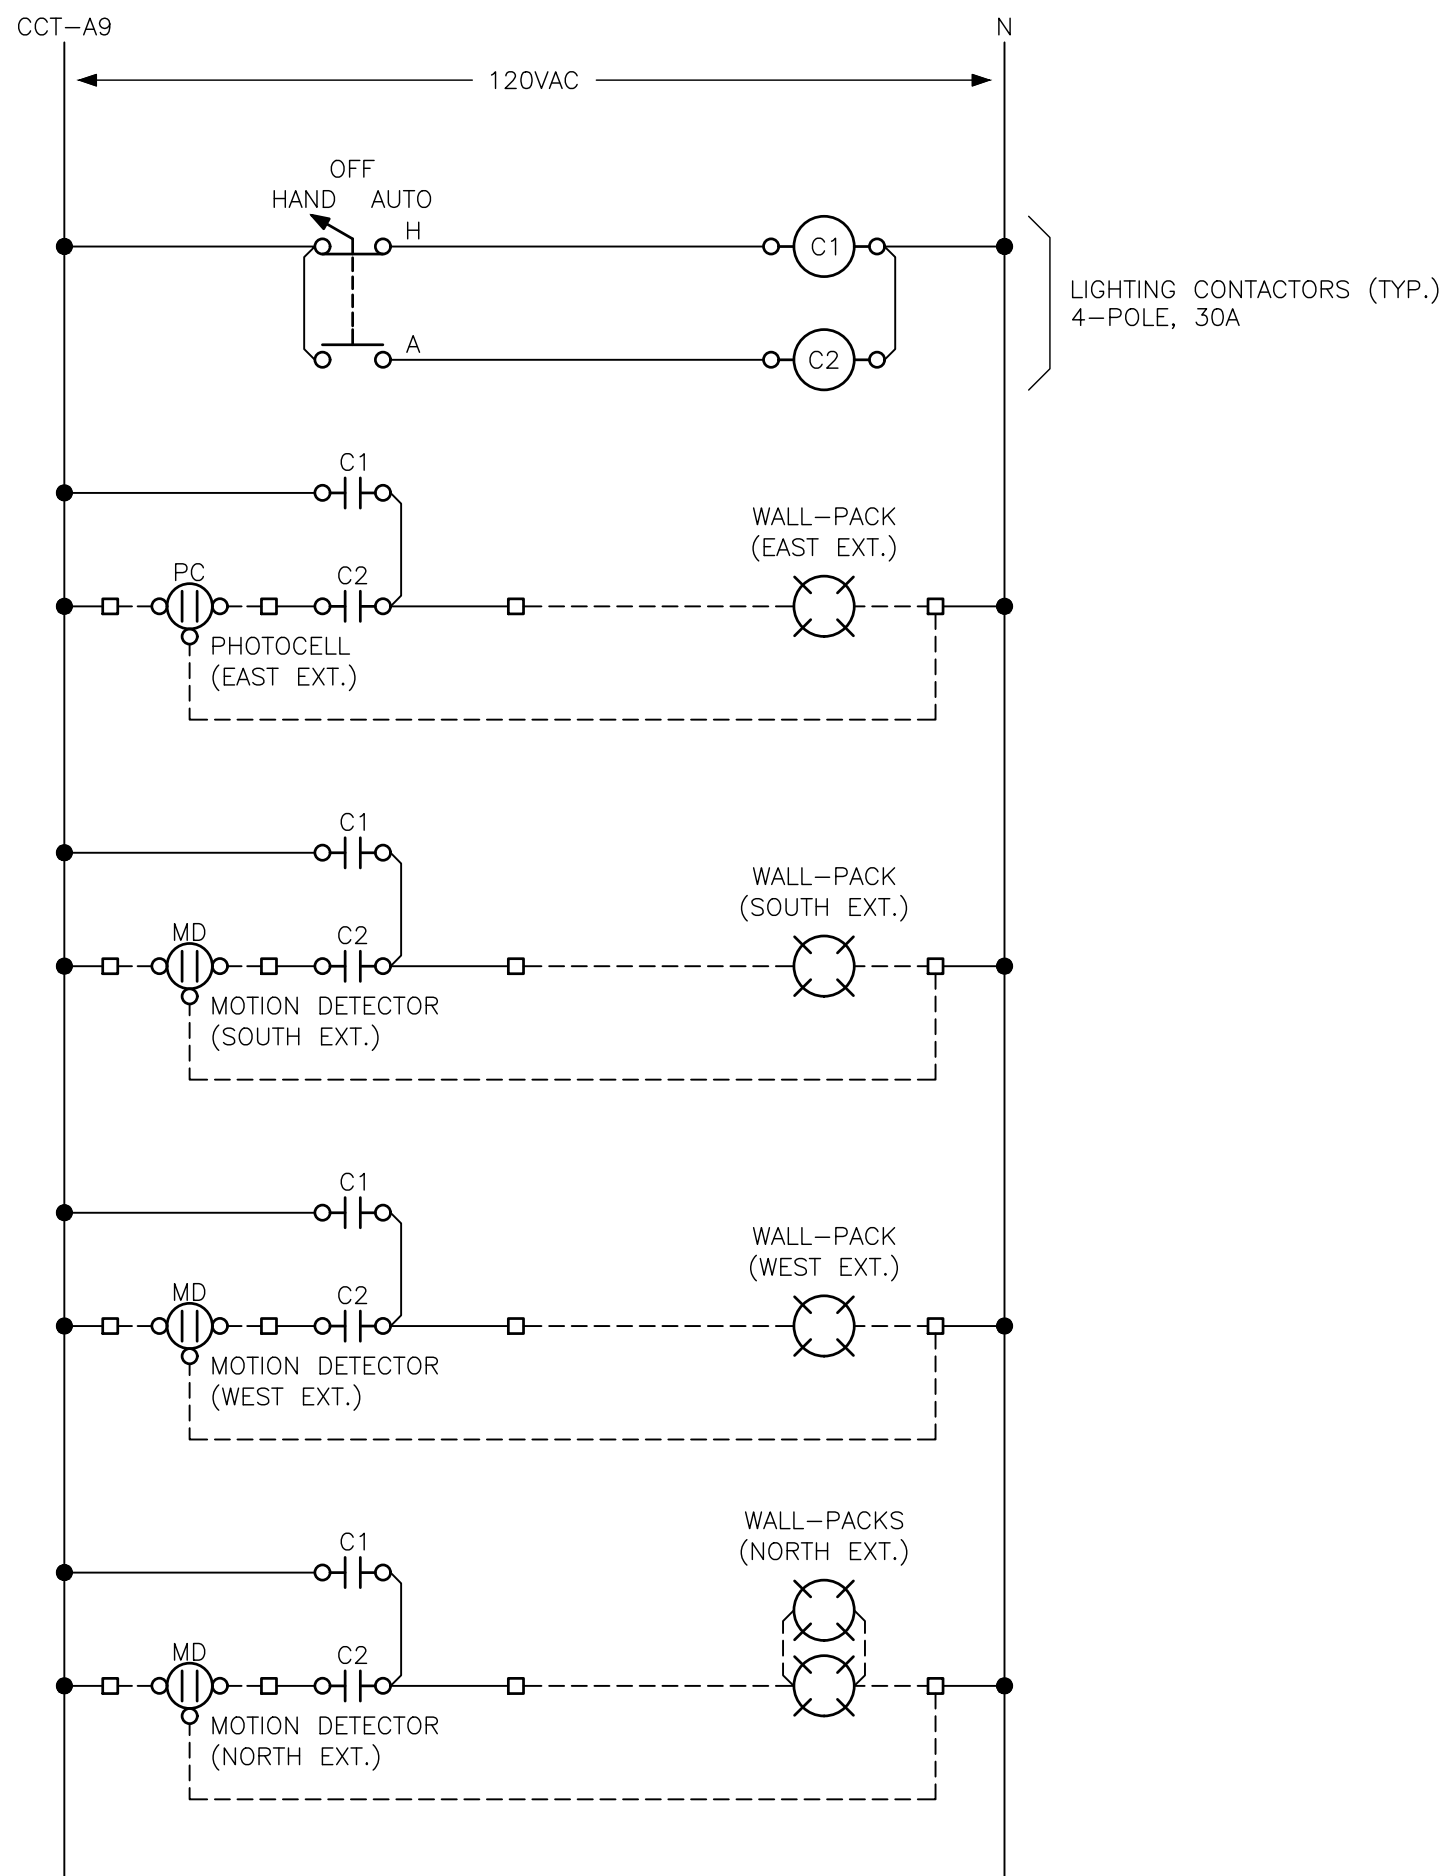 CCT-A9
N
120VAC
OFF
HAND AUTO
H
C1
LIGHTING CONTACTORS (TYP.)
4-POLE, 30A
A
C2
C1
WALL-PACK
(EAST EXT.)
PC
C2
PHOTOCELL
(EAST EXT.)
C1
WALL-PACK
(SOUTH EXT.)
MD
C2
MOTION DETECTOR
(SOUTH EXT.)
C1
WALL-PACK
(WEST EXT.)
MD
C2
MOTION DETECTOR
(WEST EXT.)
C1
WALL-PACKS
(NORTH EXT.)
MD
C2
MOTION DETECTOR
(NORTH EXT.)